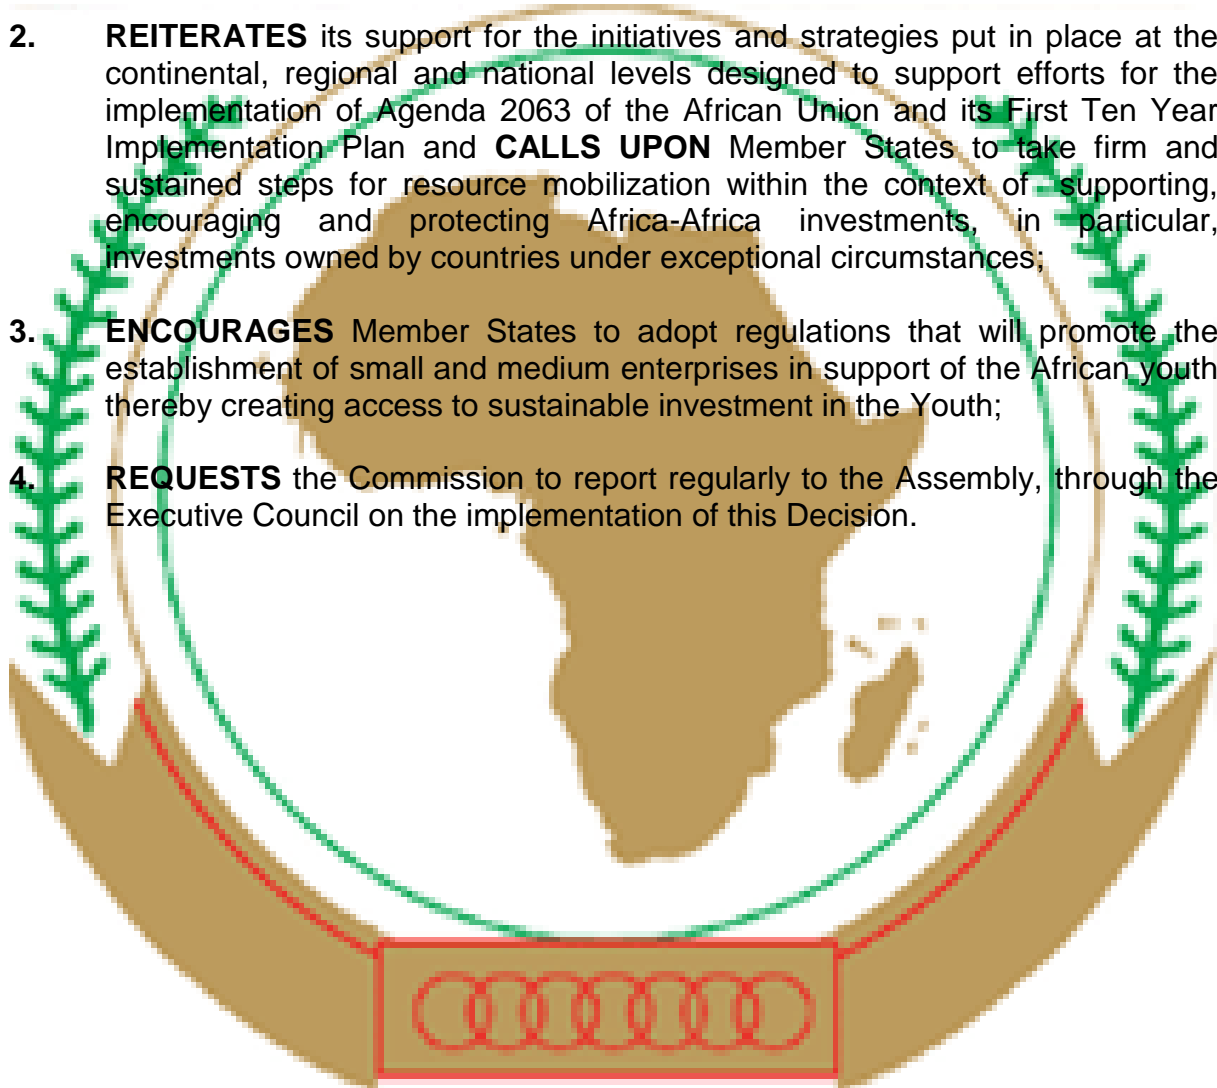 2. REITERATES its support for the initiatives and strategies put in place at the
continental, regional and national levels designed to support efforts for the
implementation of Agenda 2063 of the African Union and its First Ten Year
Implementation Plan and CALLS UPON Member States to take firm and
sustained steps for resource mobilization within the context of supporting,
encouraging and protecting Africa-Africa investments, in particular,
investments owned by countries under exceptional circumstances;
3. ENCOURAGES Member States to adopt regulations that will promote the
establishment of small and medium enterprises in support of the African youth
thereby creating access to sustainable investment in the Youth;
4. REQUESTS the Commission to report regularly to the Assembly, through the
Executive Council on the implementation of this Decision.